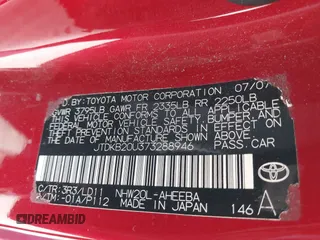 MFD. BY: TOYOTA MOTOR CORPORATION 07/07
GVWR 3795LB GAWR FR 2335LB RR 2250LB
THIS VEHICLE CONFORMS TO ALL APPLICABLE
FEDERAL MOTOR VEHICLE SAFETY, BUMPER AND
THEFT PREVENTION STANDARDS IN EFFECT ON
THE DATE OF MANUFACTURE SHOWN ABOVE.
JTDKB20U373288946 PASS.CAR
C/TR: 3R3/LD11 NHW20L-AHEEBA
A/TM: -01A/P112 MADE IN JAPAN
TOYOTA
146 A
DREAMBID